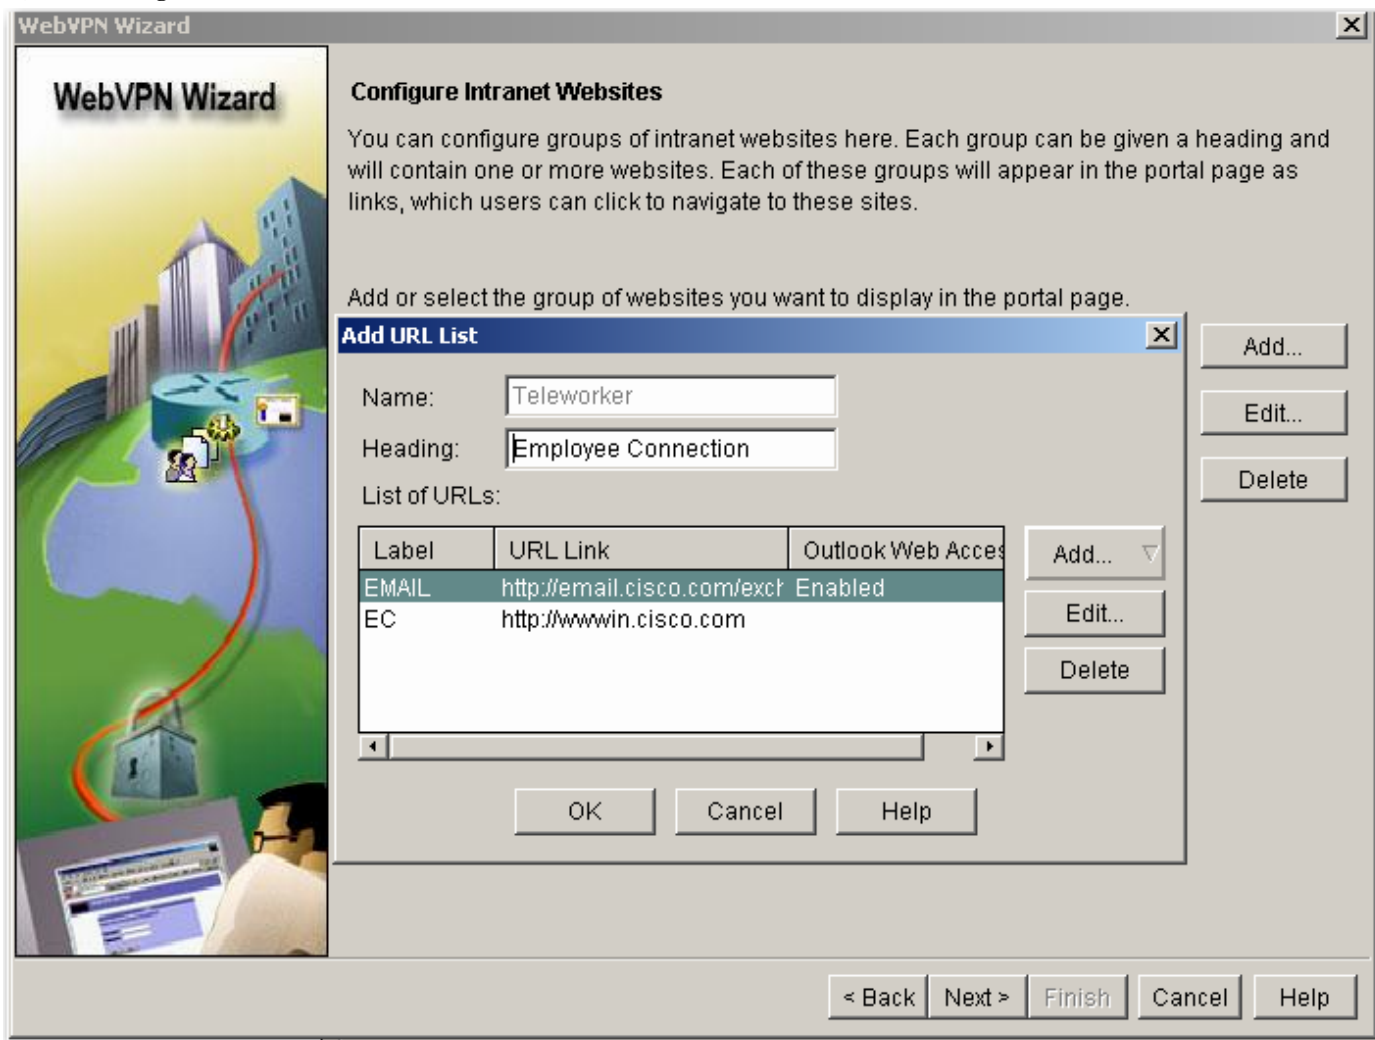 WebVPN Wizard
WebVPN Wizard
Configure Intranet Websites
You can configure groups of intranet websites here. Each group can be given a heading and
will contain one or more websites. Each of these groups will appear in the portal page as
links, which users can click to navigate to these sites.
Add or select the group of websites you want to display in the portal page.
Add URL List
Add...
Edit...
Delete
Name: Teleworker
Heading: Employee Connection
List of URLs:
Label URL Link Outlook Web Acces
EMAIL http://email.cisco.com/exch Enabled
EC http://wwwin.cisco.com
Add...
Edit...
Delete
OK Cancel Help
< Back Next > Finish Cancel Help